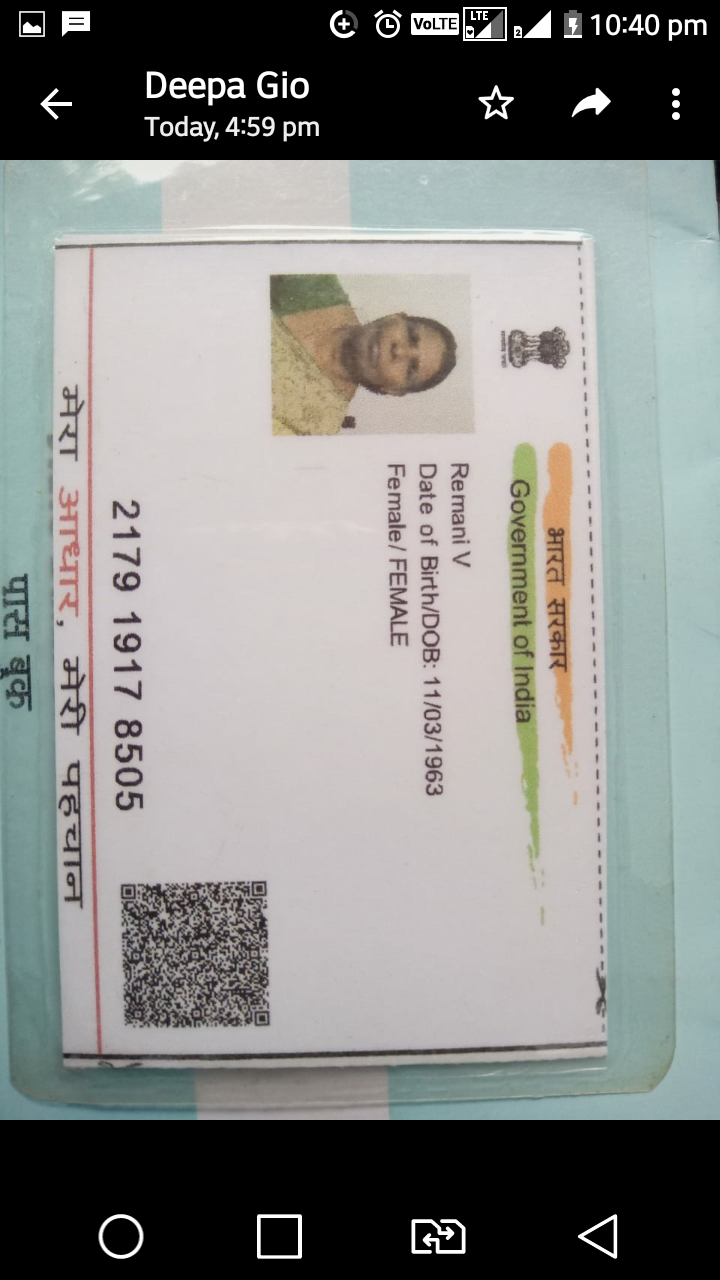 VoLTE LTE 2 10:40 pm
Deepa Gio
Today, 4:59 pm
भारत सरकार
Government of India
Remani V
Date of Birth/DOB: 11/03/1963
Female/ FEMALE
2179 1917 8505
मेरा आधार, मेरी पहचान
पास बुक